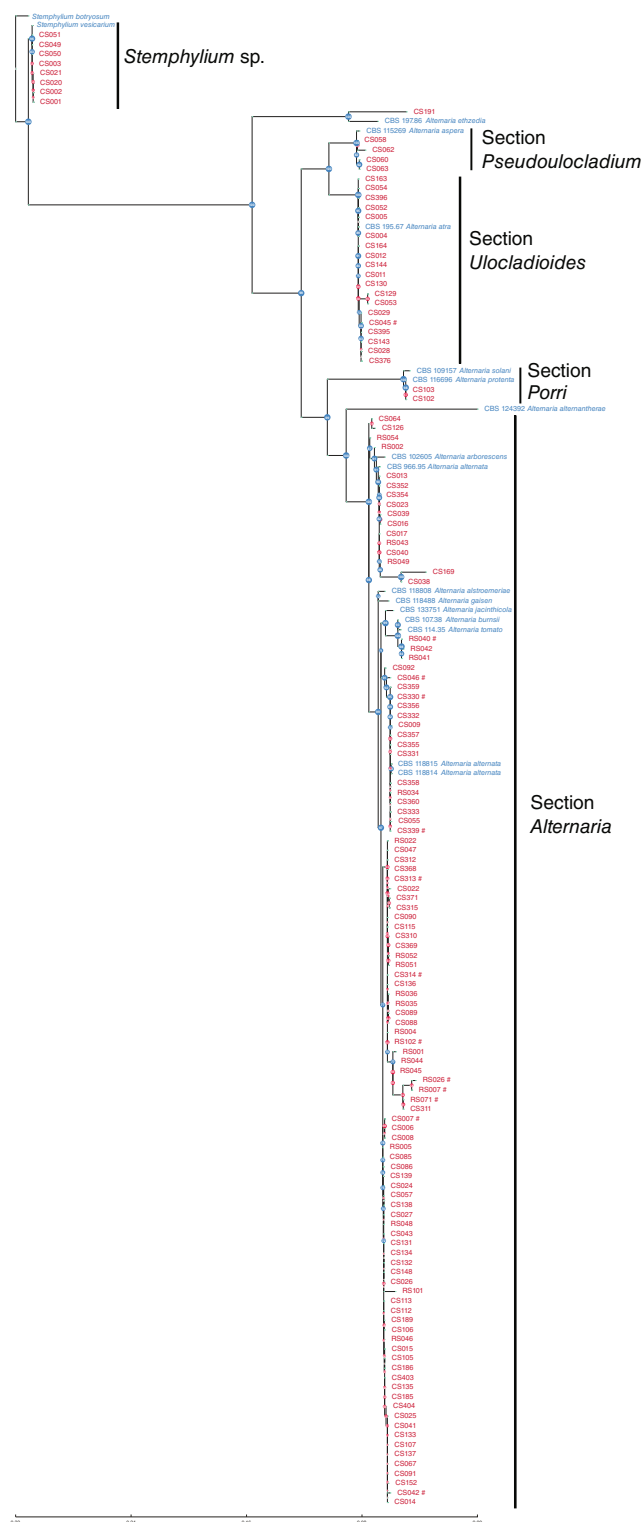 Stemphylium botryosum
Stemphylium vesicarium
CS051
CS049
CS050
CS003
CS021
CS020
CS002
CS001
Stemphylium sp.
CS191
CBS 197.86 Alternaria ethzedia
CBS 115269 Alternaria aspera
CS058
CS062
CS060
CS063
Section
Pseudoulocladium
CS163
CS054
CS396
CS052
CS005
CBS 195.67 Alternaria atra
CS004
CS164
CS012
CS144
CS011
CS130
CS129
CS053
CS029
CS045 #
CS395
CS143
CS028
CS376
Section
Ulocladioides
CBS 109157 Alternaria solani
CBS 116696 Alternaria protenta
CS103
CS102
Section
Porri
CBS 124392 Alternaria alternantherae
CS064
CS126
RS054
RS002
CBS 102605 Alternaria arborescens
CBS 966.95 Alternaria alternata
CS013
CS352
CS354
CS023
CS039
CS016
CS017
RS043
CS040
RS049
CS169
CS038
CBS 118808 Alternaria alstroemeriae
CBS 118488 Alternaria gaisen
CBS 133751 Alternaria jacinthicola
CBS 107.38 Alternaria burnsii
CBS 114.35 Alternaria tomato
RS040 #
RS042
RS041
CS092
CS046 #
CS359
CS330 #
CS356
CS332
CS009
CS357
CS355
CS331
CBS 118815 Alternaria alternata
CBS 118814 Alternaria alternata
CS358
RS034
CS360
CS333
CS055
CS339 #
Section
Alternaria
RS022
CS047
CS312
CS368
CS313 #
CS022
CS371
CS315
CS090
CS115
CS310
CS369
RS052
RS051
CS314 #
CS136
RS036
RS035
CS089
CS088
RS004
RS102 #
RS001
RS044
RS045
RS026 #
RS007 #
RS071 #
CS311
CS007 #
CS006
CS008
RS005
CS085
CS086
CS139
CS024
CS057
CS138
CS027
RS048
CS043
CS131
CS134
CS132
CS148
CS026
RS101
CS113
CS112
CS189
CS106
RS046
CS015
CS105
CS186
CS403
CS135
CS185
CS404
CS025
CS041
CS133
CS107
CS137
CS067
CS091
CS152
CS042 #
CS014